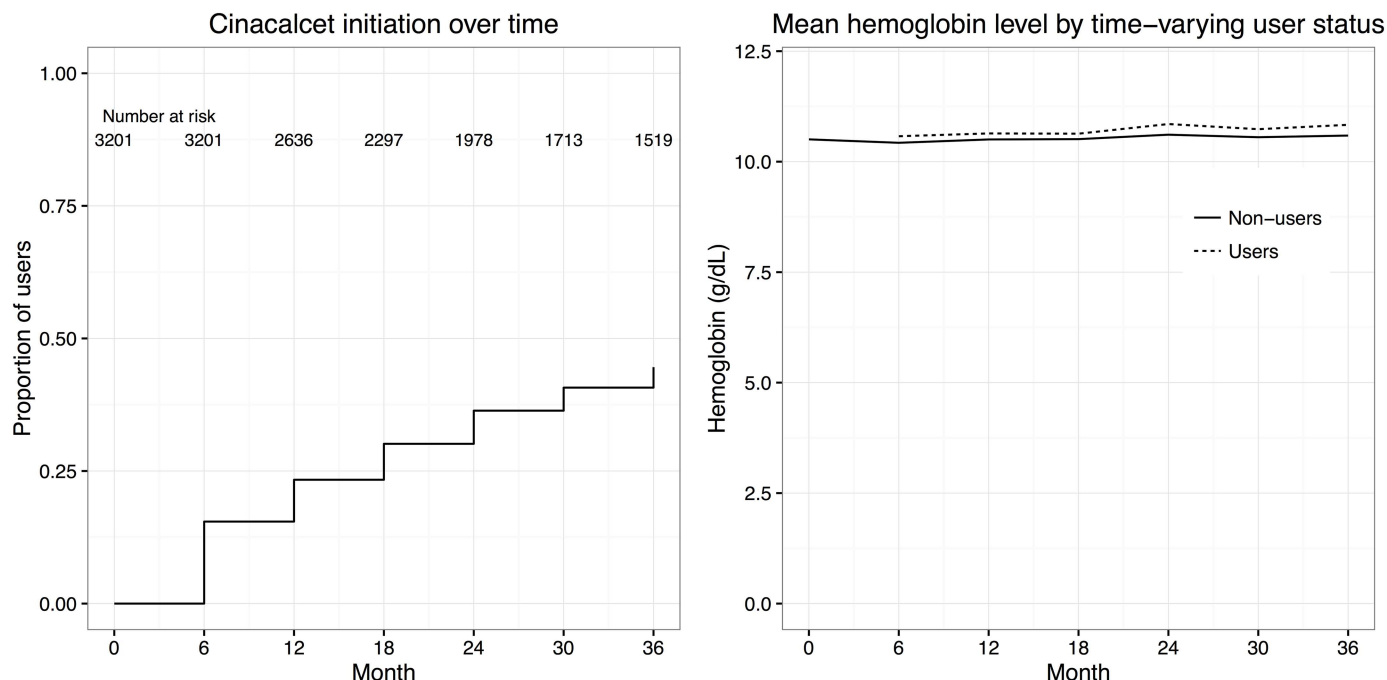 Cinacalcet initiation over time
Number at risk
3201 3201 2636 2297 1978 1713 1519
1.00
0.75
0.50
0.25
0.00
Proportion of users
0 6 12 18 24 30 36
Month
Mean hemoglobin level by time−varying user status
12.5
10.0
7.5
5.0
2.5
0.0
Hemoglobin (g/dL)
Non−users
Users
0 6 12 18 24 30 36
Month